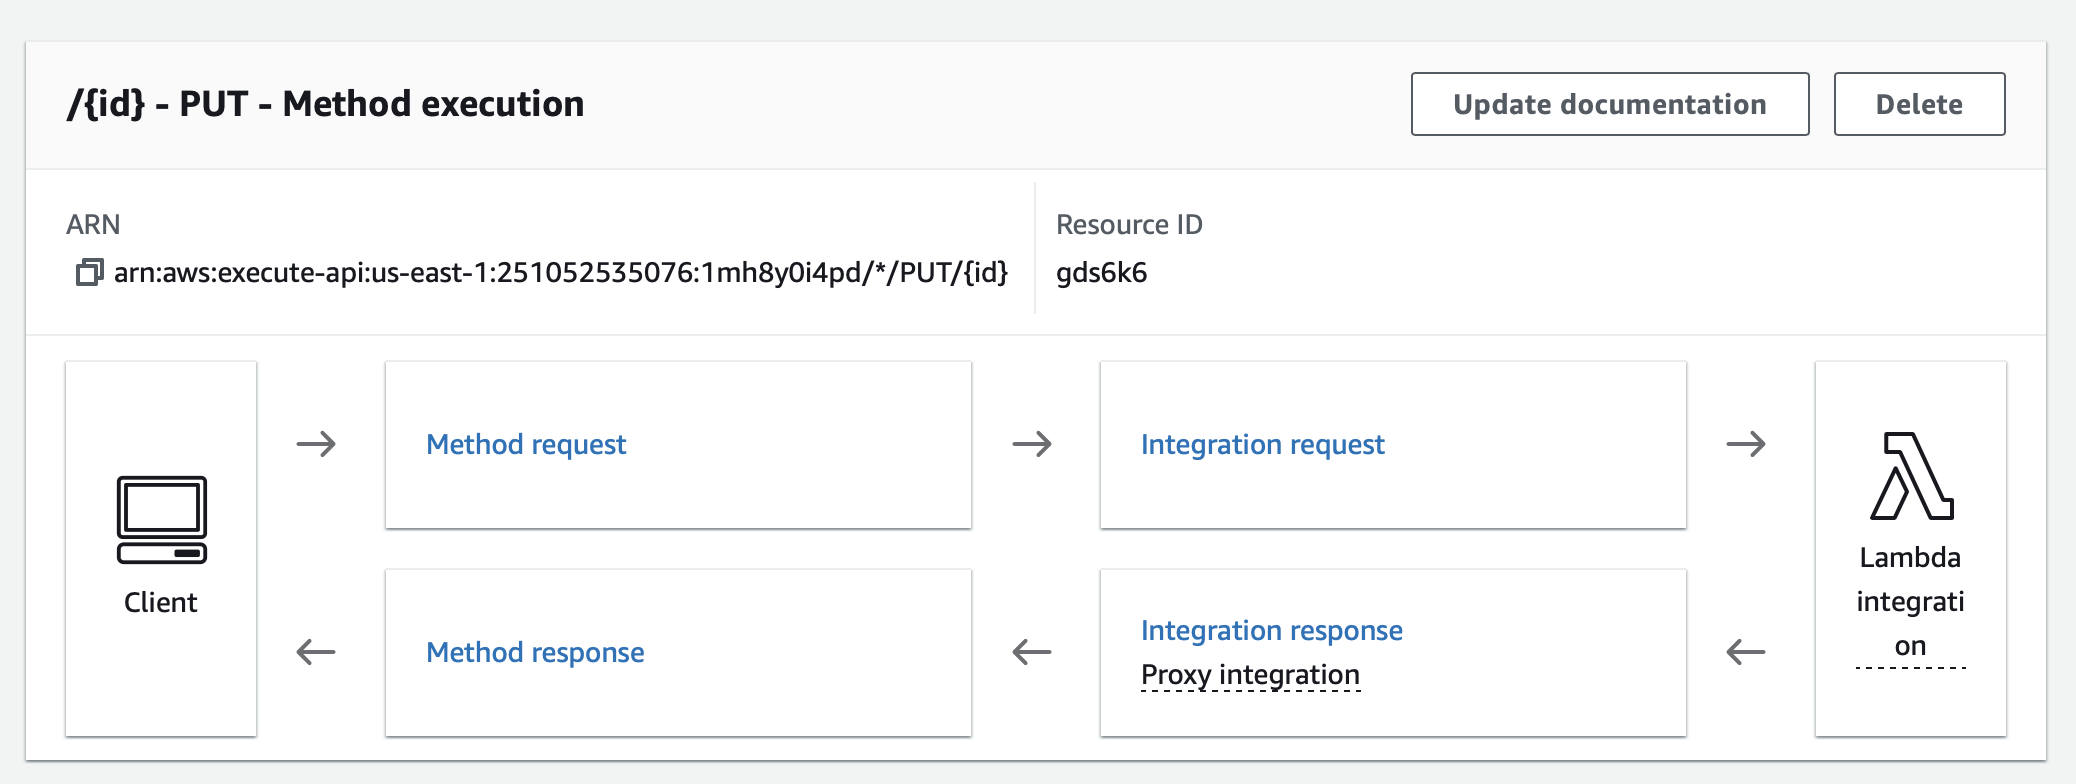 /{id} - PUT - Method execution
Update documentation
Delete
ARN
arn:aws:execute-api:us-east-1:251052535076:1mh8y0i4pd/*/PUT/{id}
Resource ID
gds6k6
Client
Method request
Integration request
Method response
Integration response
Proxy integration
Lambda
integrati
on